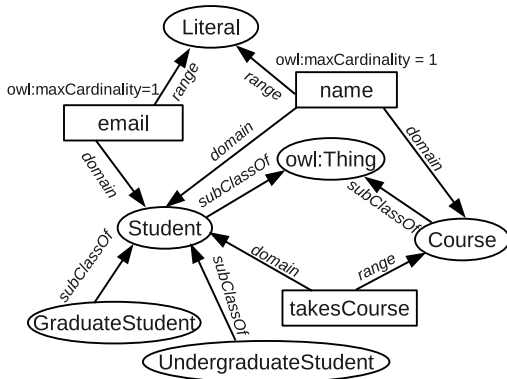 Literal
owl:maxCardinality = 1
owl:maxCardinality=1
range
range
name
email
domain
domain
domain
owl:Thing
subClassOf
subClassOf
Student
Course
domain
range
subClassOf
subClassOf
takesCourse
GraduateStudent
UndergraduateStudent